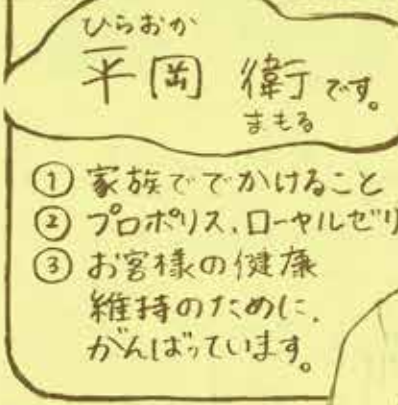 ひらおか
平岡 衛です。
まもる
① 家族ででかけること
② プロポリス、ローヤルゼリ
③ お客様の健康
維持のために、
がんばっています。